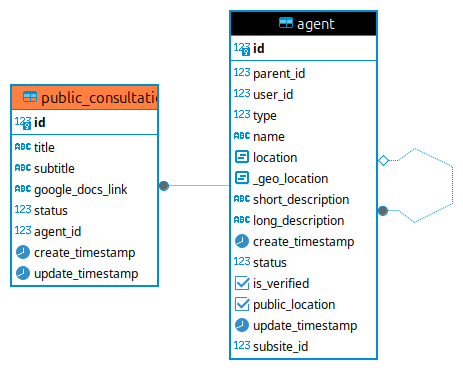 public_consultati
123 id
ABC title
ABC subtitle
ABC google_docs_link
123 status
123 agent_id
create_timestamp
update_timestamp
agent
123 id
123 parent_id
123 user_id
123 type
ABC name
location
_geo_location
ABC short_description
ABC long_description
create_timestamp
123 status
is_verified
public_location
update_timestamp
123 subsite_id